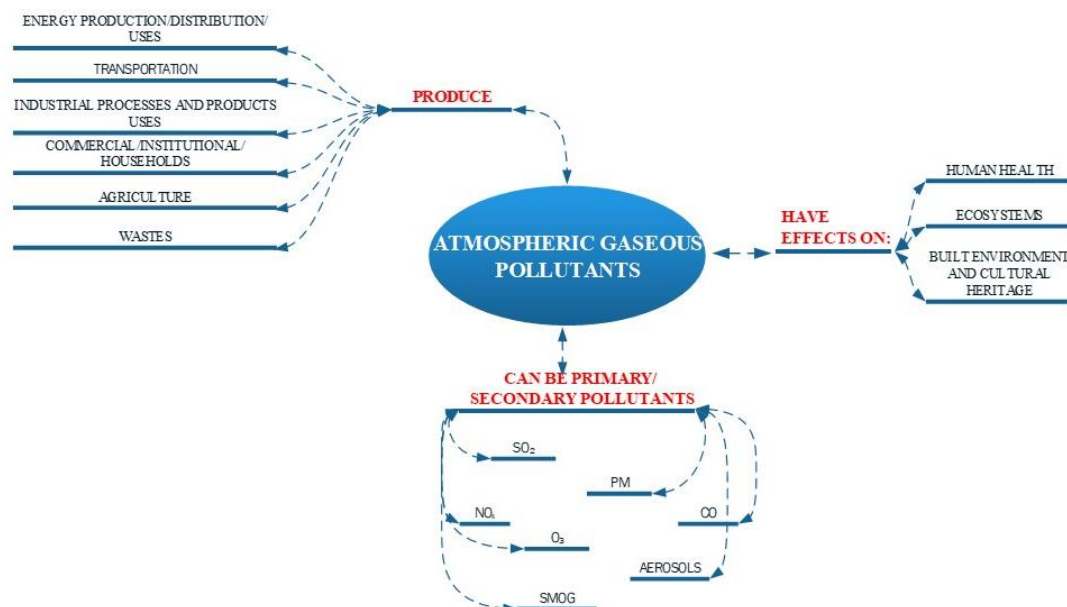 ENERGY PRODUCTION/DISTRIBUTION/
USES
TRANSPORTATION
INDUSTRIAL PROCESSES AND PRODUCTS
USES
COMMERCIAL/INSTITUTIONAL/
HOUSEHOLDS
AGRICULTURE
WASTES
PRODUCE
ATMOSPHERIC GASEOUS
POLLUTANTS
HAVE
EFFECTS ON:
HUMAN HEALTH
ECOSYSTEMS
BUILT ENVIRONMENT
AND CULTURAL
HERITAGE
CAN BE PRIMARY/
SECONDARY POLLUTANTS
SO₂
PM
NOₓ
CO
O₃
AEROSOLS
SMOG